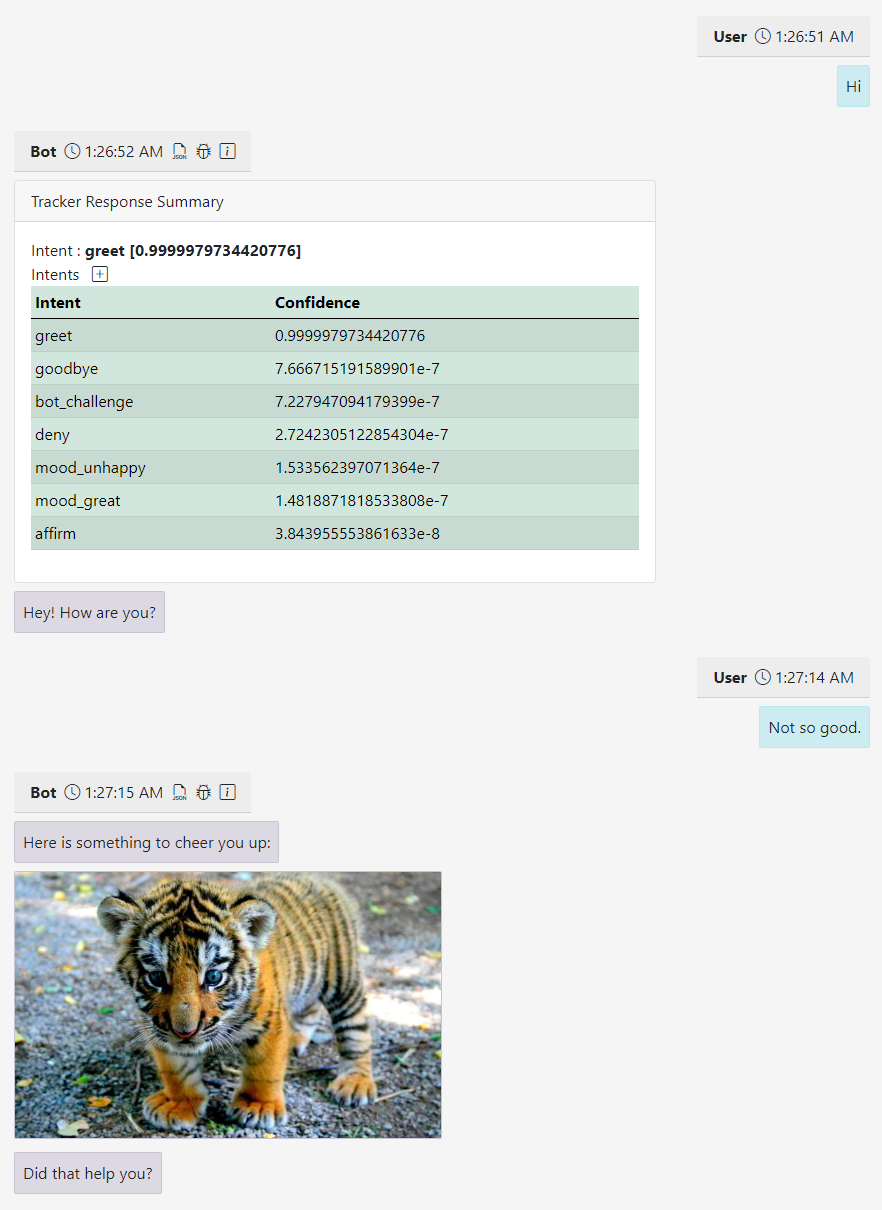 User 1:26:51 AM
Hi
Bot 1:26:52 AM JSON i
Tracker Response Summary
Intent : greet [0.9999979734420776]
Intents
Intent Confidence
greet 0.9999979734420776
goodbye 7.666715191589901e-7
bot_challenge 7.227947094179399e-7
deny 2.7242305122854304e-7
mood_unhappy 1.533562397071364e-7
mood_great 1.4818871818533808e-7
affirm 3.843955553861633e-8
Hey! How are you?
User 1:27:14 AM
Not so good.
Bot 1:27:15 AM JSON i
Here is something to cheer you up:
Did that help you?